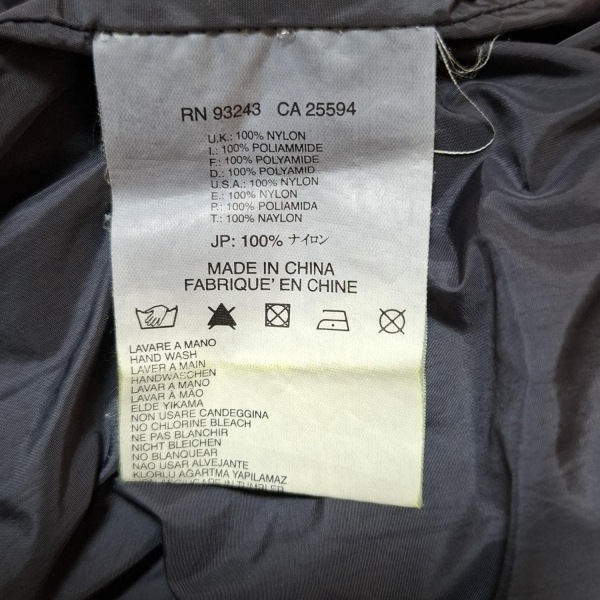 RN 93243 CA 25594
U.K.: 100% NYLON
I.: 100% POLIAMMIDE
F.: 100% POLYAMIDE
D.: 100% POLYAMID
U.S.A.: 100% NYLON
E.: 100% NYLON
P.: 100% POLIAMIDA
T.: 100% NAYLON
JP: 100% ナイロン
MADE IN CHINA
FABRIQUE' EN CHINE
LAVARE A MANO
HAND WASH
LAVER A MAIN
HANDWASCHEN
LAVAR A MANO
LAVAR A MÃO
ELDE YIKAMA
NON USARE CANDEGGINA
NO CHLORINE BLEACH
NE PAS BLANCHIR
NICHT BLEICHEN
NO BLANQUEAR
NÃO USAR ALVEJANTE
KLORLU AGARTMA YAPILAMAZ
IN TUMBLER